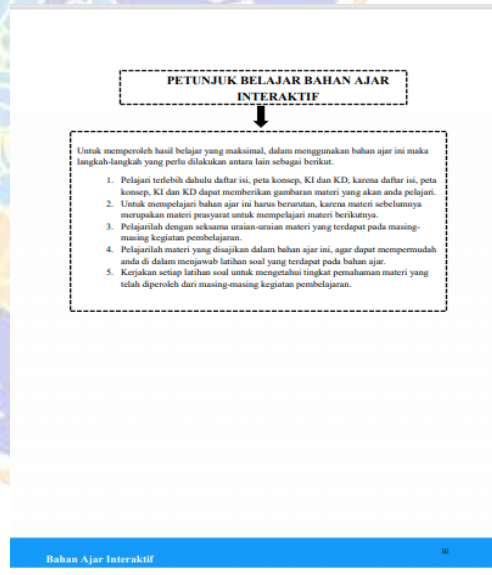 PETUNJUK BELAJAR BAHAN AJAR
INTERAKTIF
Untuk memperoleh hasil belajar yang maksimal, dalam menggunakan bahan ajar ini maka
langkah-langkah yang perlu dilakukan antara lain sebagai berikut.
1. Pelajari terlebih dahulu daftar isi, peta konsep, KI dan KD, karena daftar isi, peta
konsep, KI dan KD dapat memberikan gambaran materi yang akan anda pelajari.
2. Untuk mempelajari bahan ajar ini harus berurutan, karena materi sebelumnya
merupakan materi prasyarat untuk mempelajari materi berikutnya.
3. Pelajarilah dengan seksama uraian-uraian materi yang terdapat pada masing-
masing kegiatan pembelajaran.
4. Pelajarilah materi yang disajikan dalam bahan ajar ini, agar dapat mempermudah
anda di dalam menjawab latihan soal yang terdapat pada bahan ajar.
5. Kerjakan setiap latihan soal untuk mengetahui tingkat pemahaman materi yang
telah diperoleh dari masing-masing kegiatan pembelajaran.
iii
Bahan Ajar Interaktif